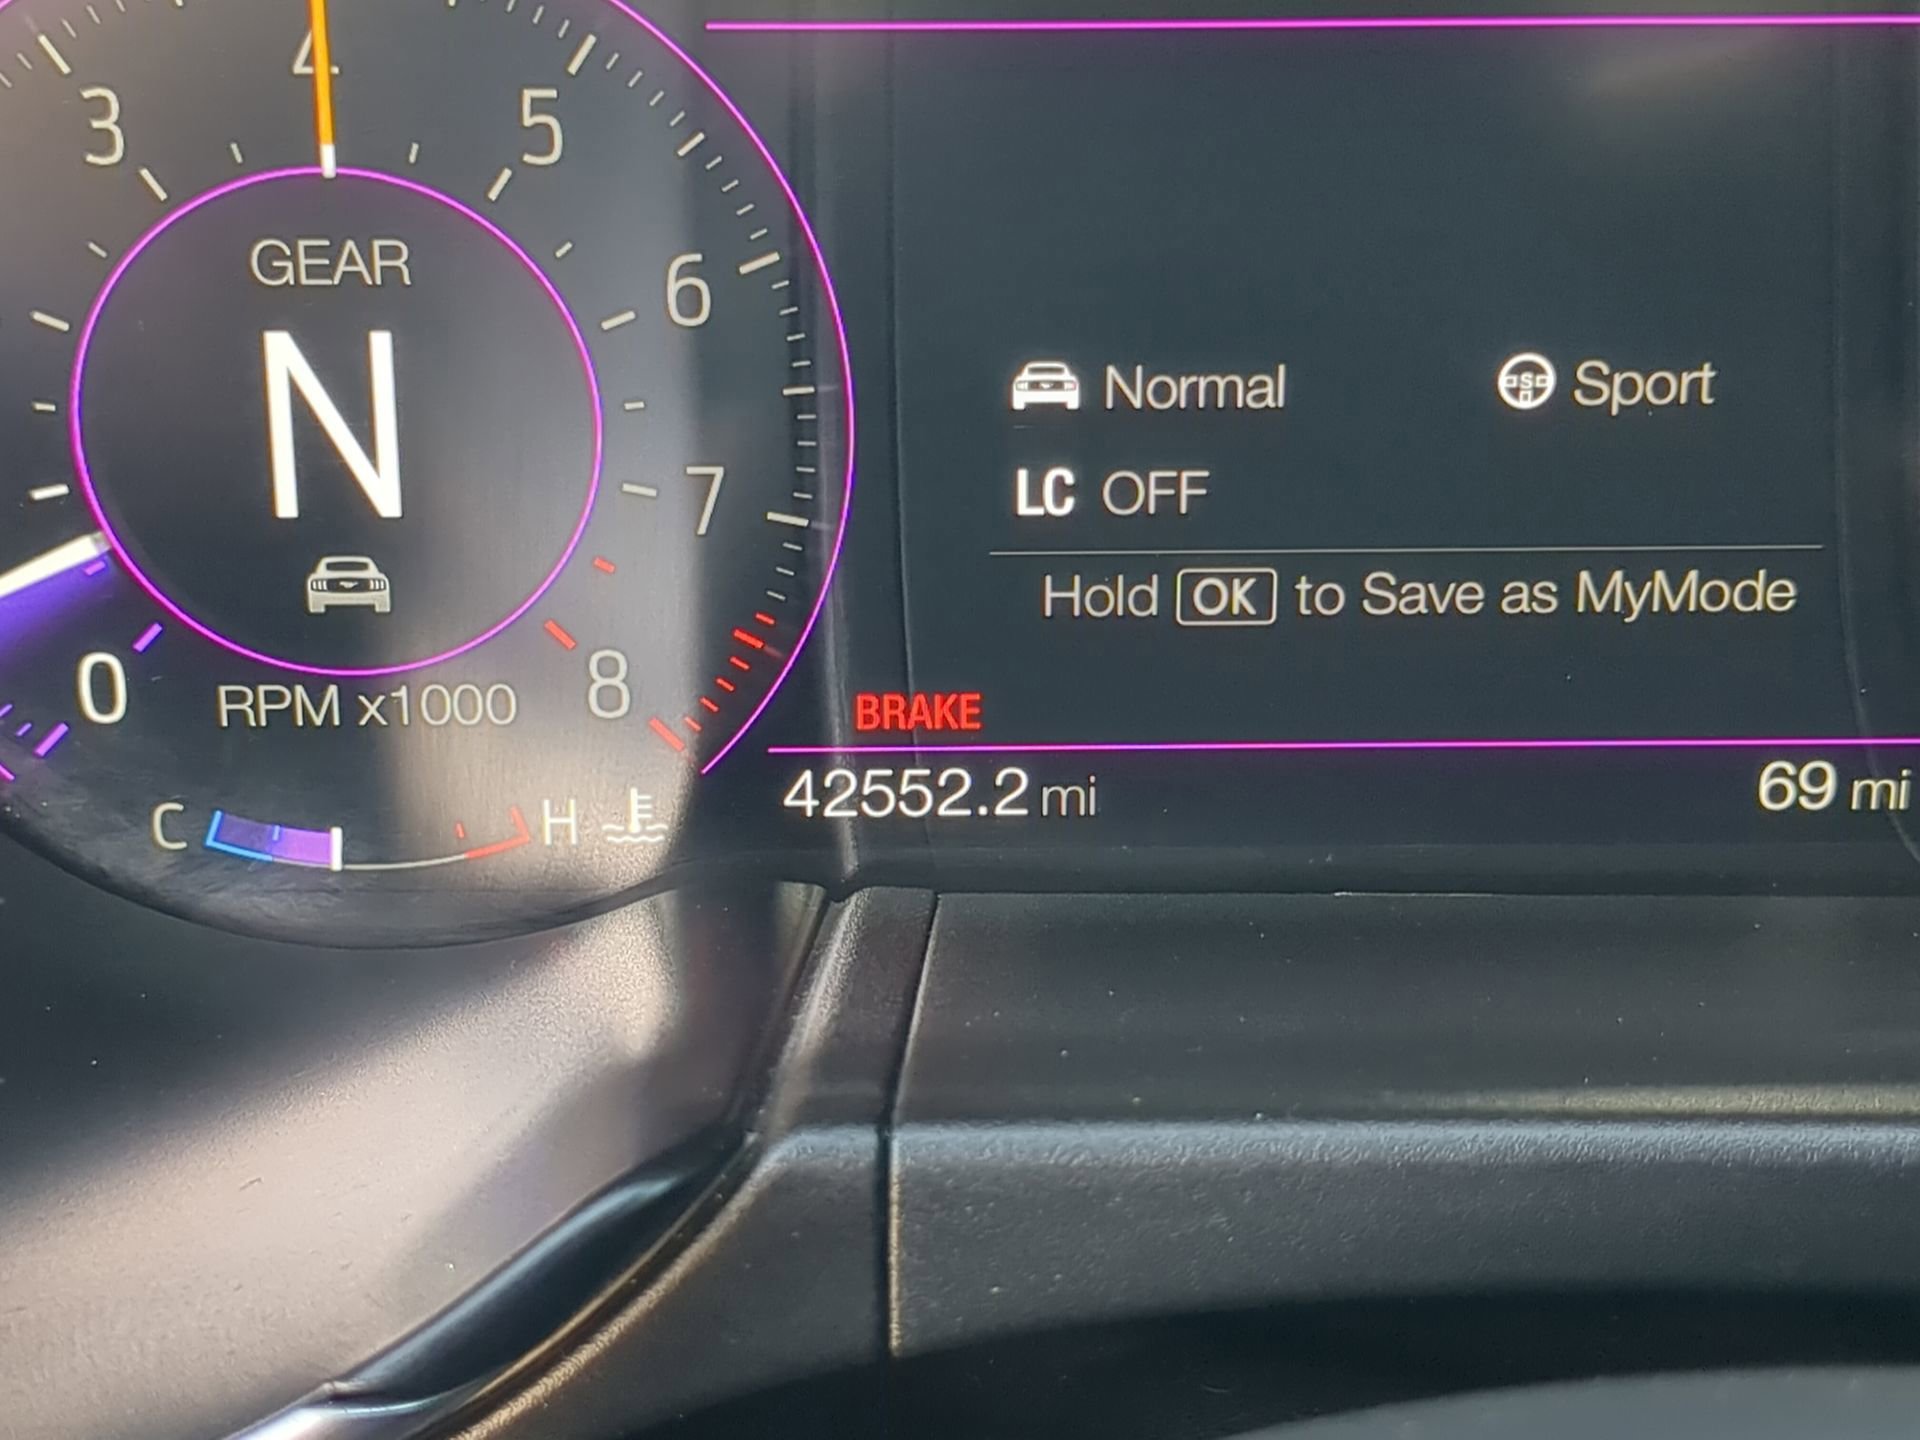 4
3
5
GEAR
6
N
Normal
Sport
7
LC OFF
Hold OK to Save as MyMode
0
RPM x1000
8
BRAKE
C
H
42552.2 mi
69 mi